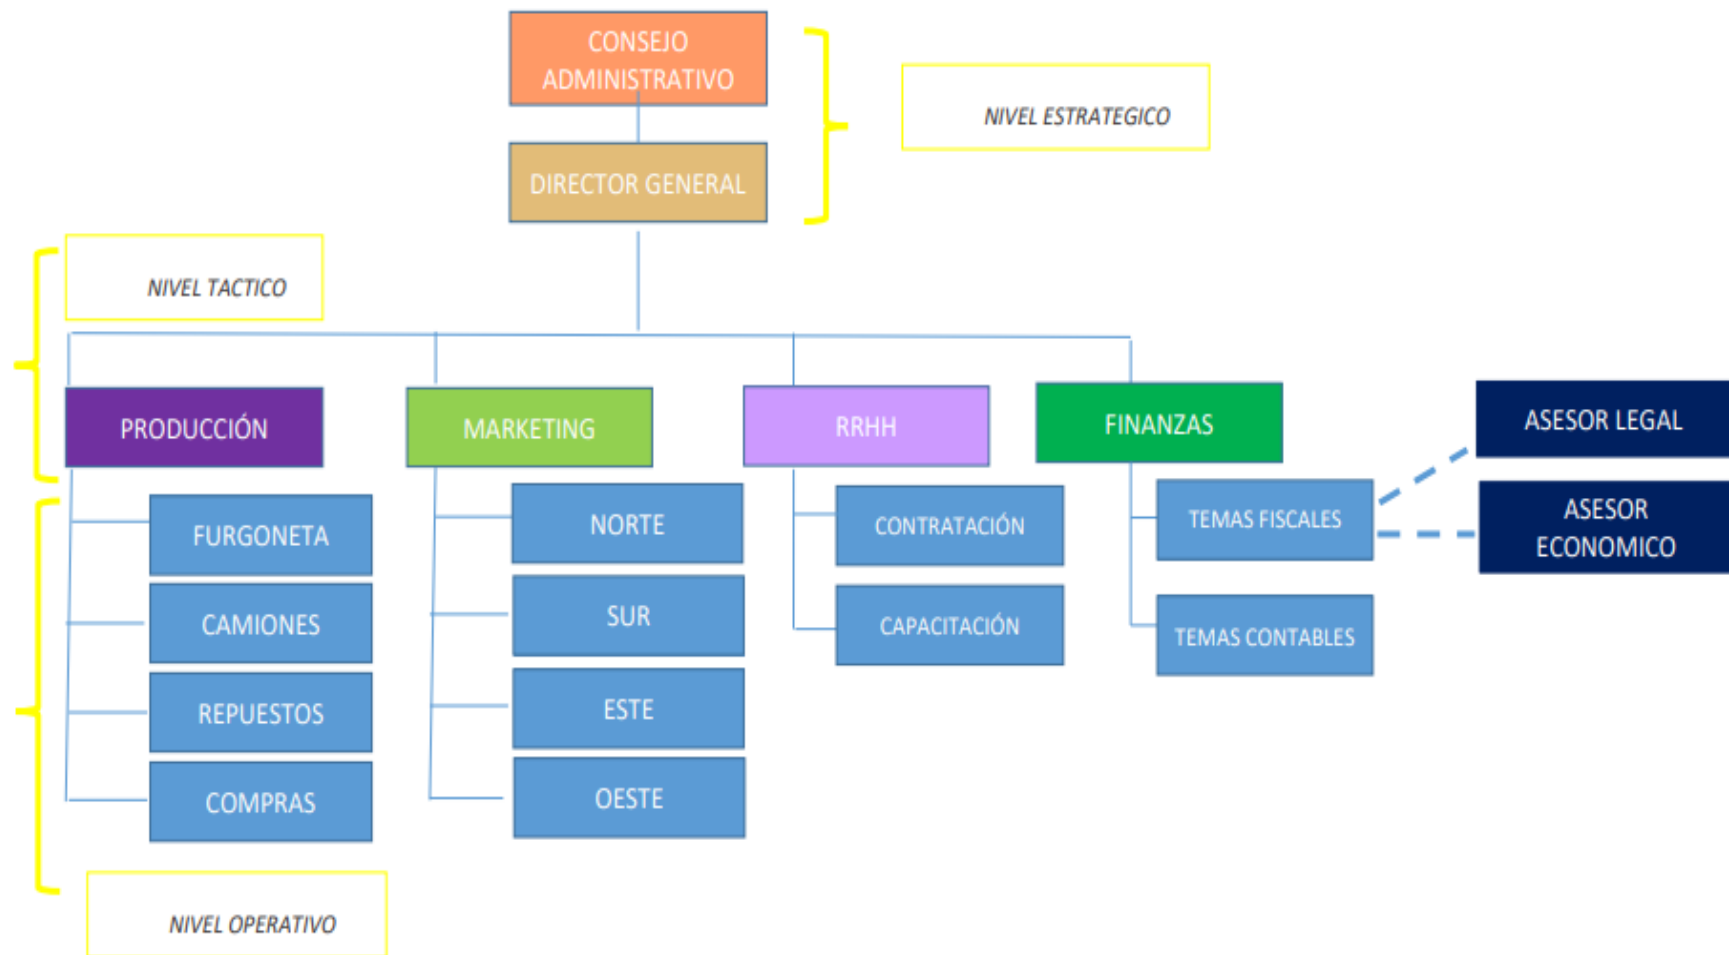 CONSEJO
ADMINISTRATIVO
NIVEL ESTRATEGICO
DIRECTOR GENERAL
NIVEL TACTICO
PRODUCCIÓN
MARKETING
RRHH
FINANZAS
ASESOR LEGAL
FURGONETA
CAMIONES
REPUESTOS
COMPRAS
NORTE
SUR
ESTE
OESTE
CONTRATACIÓN
CAPACITACIÓN
TEMAS FISCALES
TEMAS CONTABLES
ASESOR
ECONOMICO
NIVEL OPERATIVO